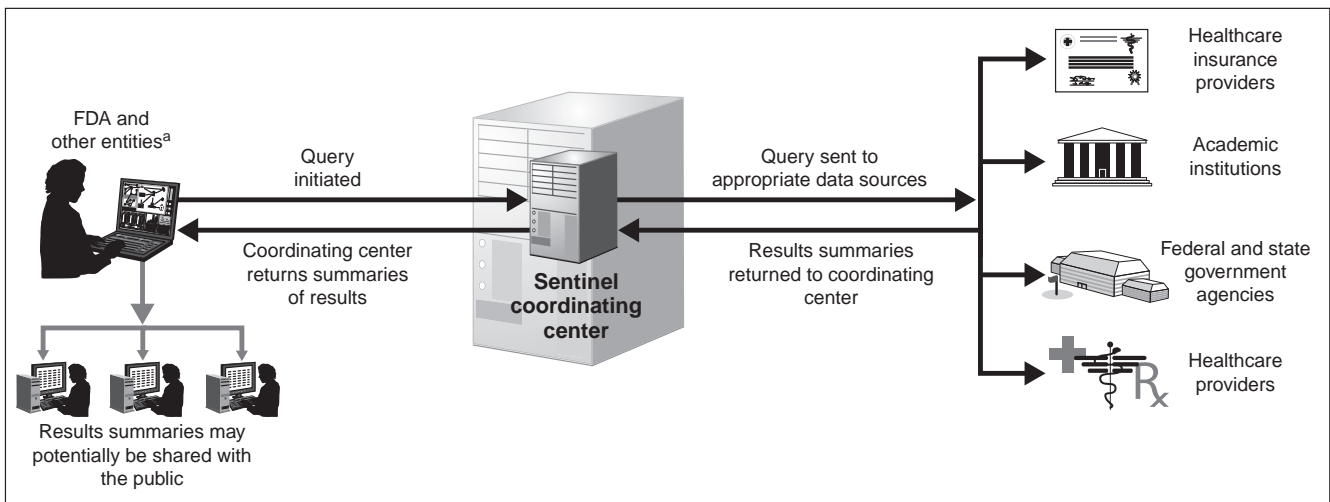 FDA and
other entitiesa
Query
initiated
Coordinating center
returns summaries
of results
Results summaries may
potentially be shared with
the public
Sentinel
coordinating
center
Query sent to
appropriate data sources
Results summaries
returned to coordinating
center
Healthcare
insurance
providers
Academic
institutions
Federal and state
government
agencies
Healthcare
providers
Rx